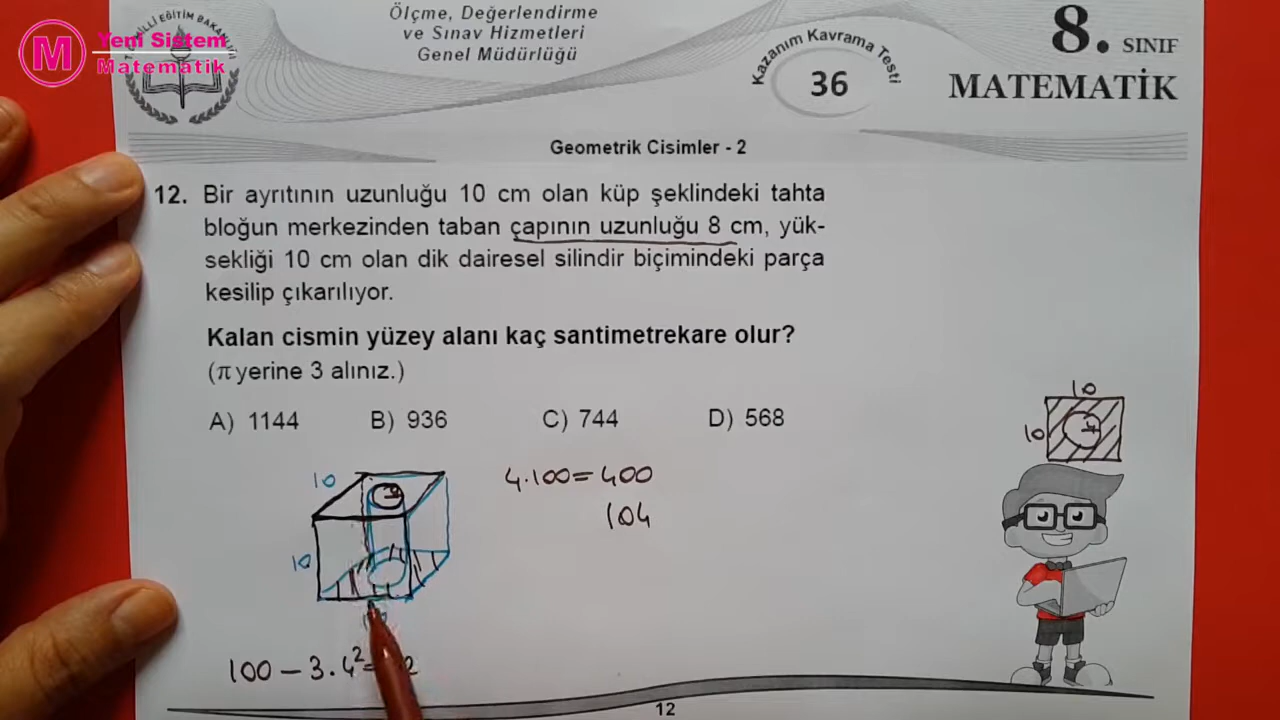 Yeni Sistem
Matematik
Ölçme, Değerlendirme
ve Sınav Hizmetleri
Genel Müdürlüğü
Kazanım Kavrama Testi
36
8. SINIF
MATEMATİK
Geometrik Cisimler - 2
12. Bir ayrıtının uzunluğu 10 cm olan küp şeklindeki tahta
bloğun merkezinden taban çapının uzunluğu 8 cm, yük-
sekliği 10 cm olan dik dairesel silindir biçimindeki parça
kesilip çıkarılıyor.
Kalan cismin yüzey alanı kaç santimetrekare olur?
(π yerine 3 alınız.)
A) 1144 B) 936 C) 744 D) 568
10
10
4
10
10
4
4.100=400
104
100 - 3.4²=
12